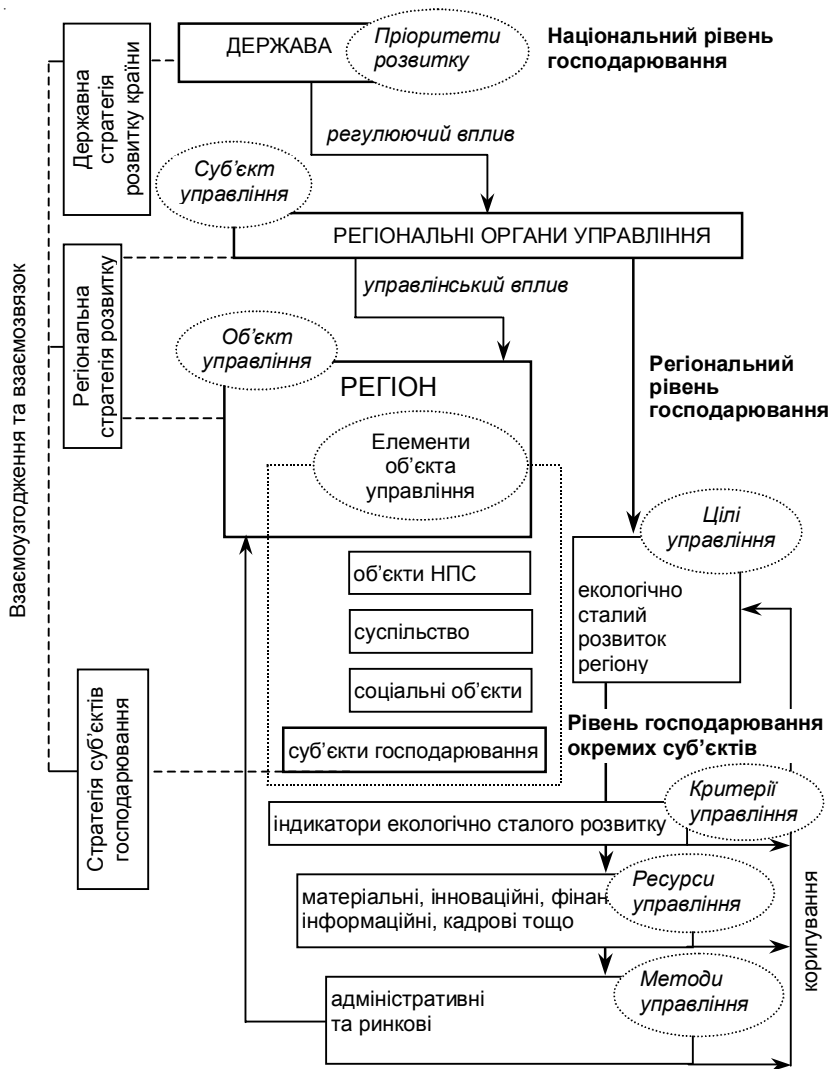 ДЕРЖАВА
Пріоритети
розвитку
Національний рівень
господарювання
Державна
стратегія
розвитку країни
регулюючий вплив
Суб’єкт
управління
РЕГІОНАЛЬНІ ОРГАНИ УПРАВЛІННЯ
управлінський вплив
Регіональна
стратегія розвитку
Взаємоузгодження та взаємозвязок
Об’єкт
управління
РЕГІОН
Регіональний
рівень
господарювання
Елементи
об’єкта
управління
Цілі
управління
об’єкти НПС
суспільство
соціальні об’єкти
суб’єкти господарювання
екологічно
сталий
розвиток
регіону
Рівень господарювання
окремих суб’єктів
Стратегія суб’єктів
господарювання
Критерії
управління
індикатори екологічно сталого розвитку
Ресурси
управління
матеріальні, інноваційні, фінан
інформаційні, кадрові тощо
Методи
управління
адміністративні
та ринкові
коригування